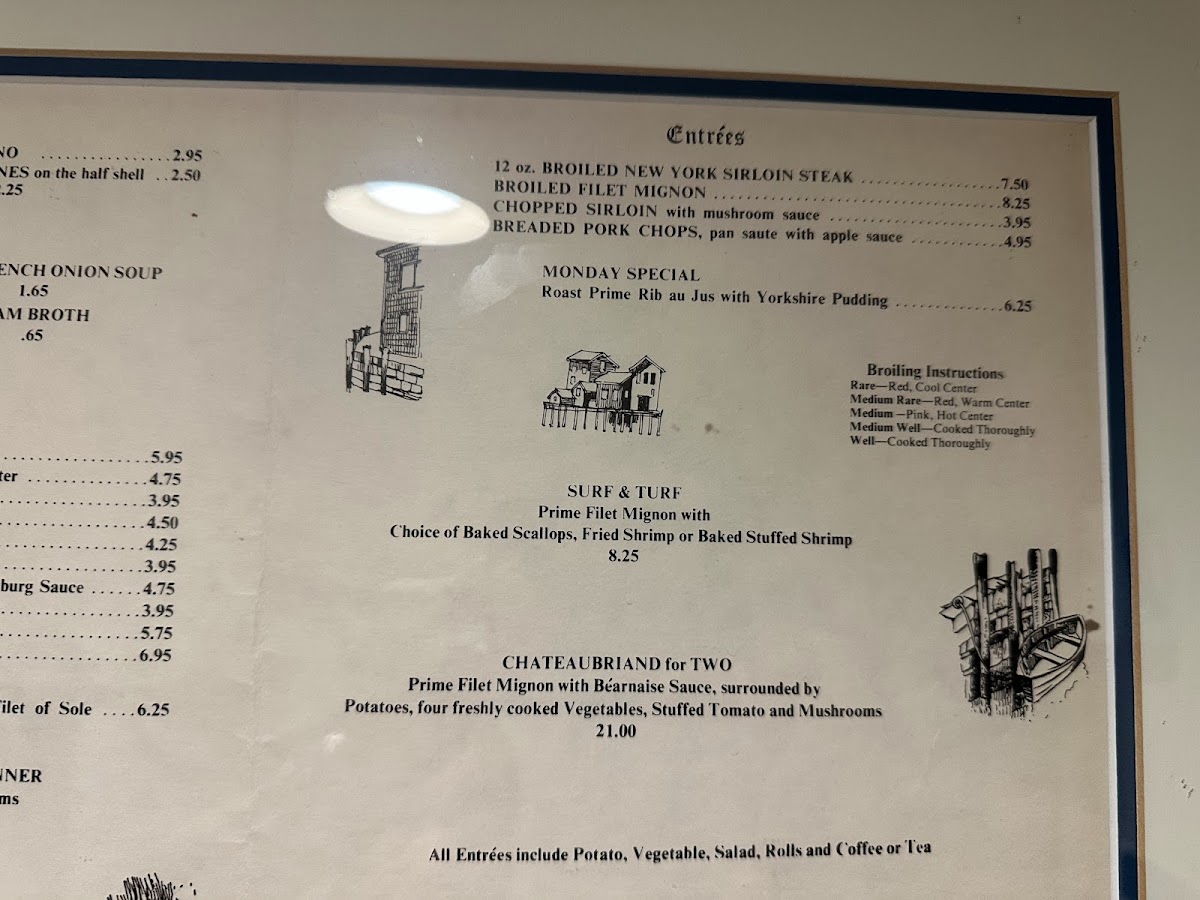 NO ................2.95
NES on the half shell ..2.50
.25
ENCH ONION SOUP
1.65
AM BROTH
.65
..................5.95
ter ..............4.75
..................3.95
..................4.50
..................4.25
..................3.95
burg Sauce ......4.75
..................3.95
..................5.75
..................6.95
ilet of Sole ....6.25
NNER
ms
Entrées
12 oz. BROILED NEW YORK SIRLOIN STEAK ..................7.50
BROILED FILET MIGNON .....................................8.25
CHOPPED SIRLOIN with mushroom sauce ......................3.95
BREADED PORK CHOPS, pan saute with apple sauce ............4.95
MONDAY SPECIAL
Roast Prime Rib au Jus with Yorkshire Pudding ..............6.25
Broiling Instructions
Rare—Red, Cool Center
Medium Rare—Red, Warm Center
Medium —Pink, Hot Center
Medium Well—Cooked Thoroughly
Well—Cooked Thoroughly
SURF & TURF
Prime Filet Mignon with
Choice of Baked Scallops, Fried Shrimp or Baked Stuffed Shrimp
8.25
CHATEAUBRIAND for TWO
Prime Filet Mignon with Béarnaise Sauce, surrounded by
Potatoes, four freshly cooked Vegetables, Stuffed Tomato and Mushrooms
21.00
All Entrées include Potato, Vegetable, Salad, Rolls and Coffee or Tea